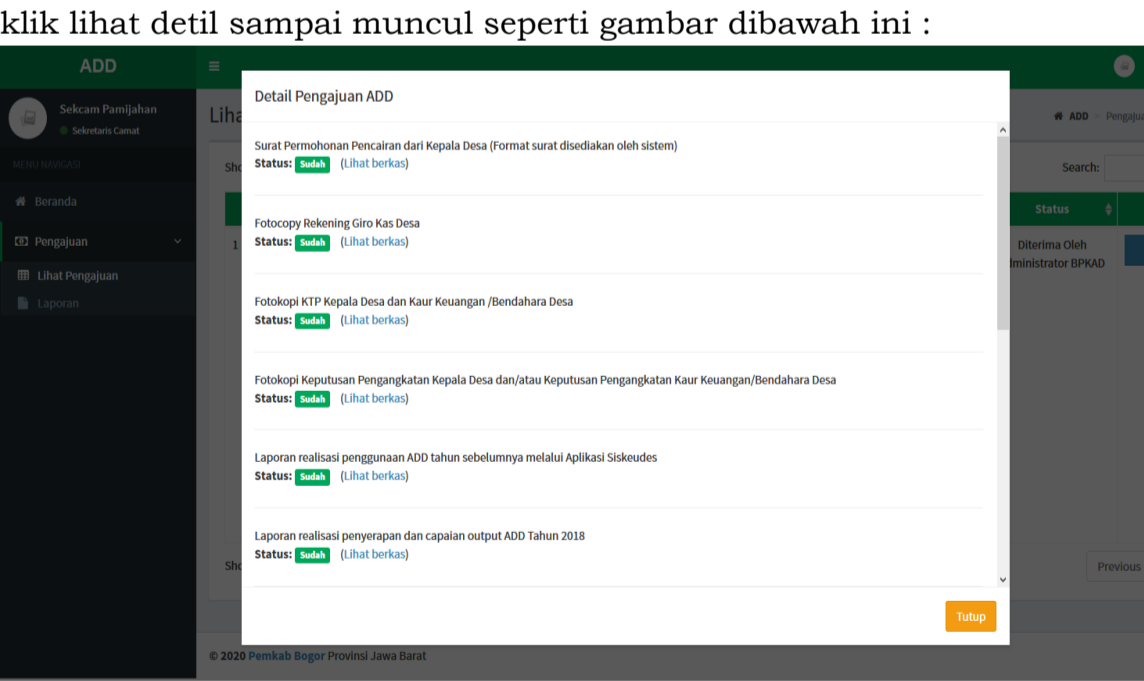 klik lihat detil sampai muncul seperti gambar dibawah ini :
ADD
Sekcam Pamijahan
Sekretaris Camat
MENU NAVIGASI
Beranda
Pengajuan
Lihat Pengajuan
Laporan
Detail Pengajuan ADD
Surat Permohonan Pencairan dari Kepala Desa (Format surat disediakan oleh sistem)
Status: Sudah (Lihat berkas)
Fotocopy Rekening Giro Kas Desa
Status: Sudah (Lihat berkas)
Fotokopi KTP Kepala Desa dan Kaur Keuangan /Bendahara Desa
Status: Sudah (Lihat berkas)
Fotokopi Keputusan Pengangkatan Kepala Desa dan/atau Keputusan Pengangkatan Kaur Keuangan/Bendahara Desa
Status: Sudah (Lihat berkas)
Laporan realisasi penggunaan ADD tahun sebelumnya melalui Aplikasi Siskeudes
Status: Sudah (Lihat berkas)
Laporan realisasi penyerapan dan capaian output ADD Tahun 2018
Status: Sudah (Lihat berkas)
Tutup
Liha
ADD > Pengajua
Sho
Search:
Status
1
Diterima Oleh
dministrator BPKAD
Sho
Previous
© 2020 Pemkab Bogor Provinsi Jawa Barat